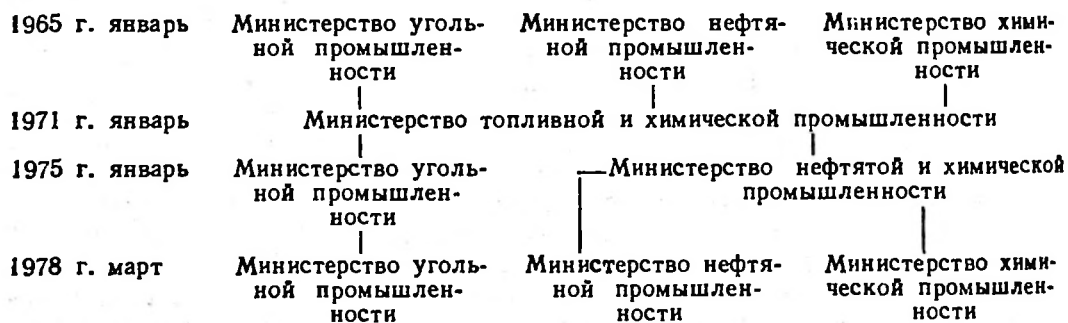 1965 г. январь Министерство уголь- Министерство нефтя- Министерство хими-
ной промышлен- ной промышлен- ческой промышлен-
ности ности ности
1971 г. январь Министерство топливной и химической промышленности
1975 г. январь Министерство уголь- Министерство нефтятой и химической
ной промышлен- промышленности
ности
1978 г. март Министерство уголь- Министерство нефтя- Министерство хими-
ной промышлен- ной промышлен- ческой промышлен-
ности ности ности